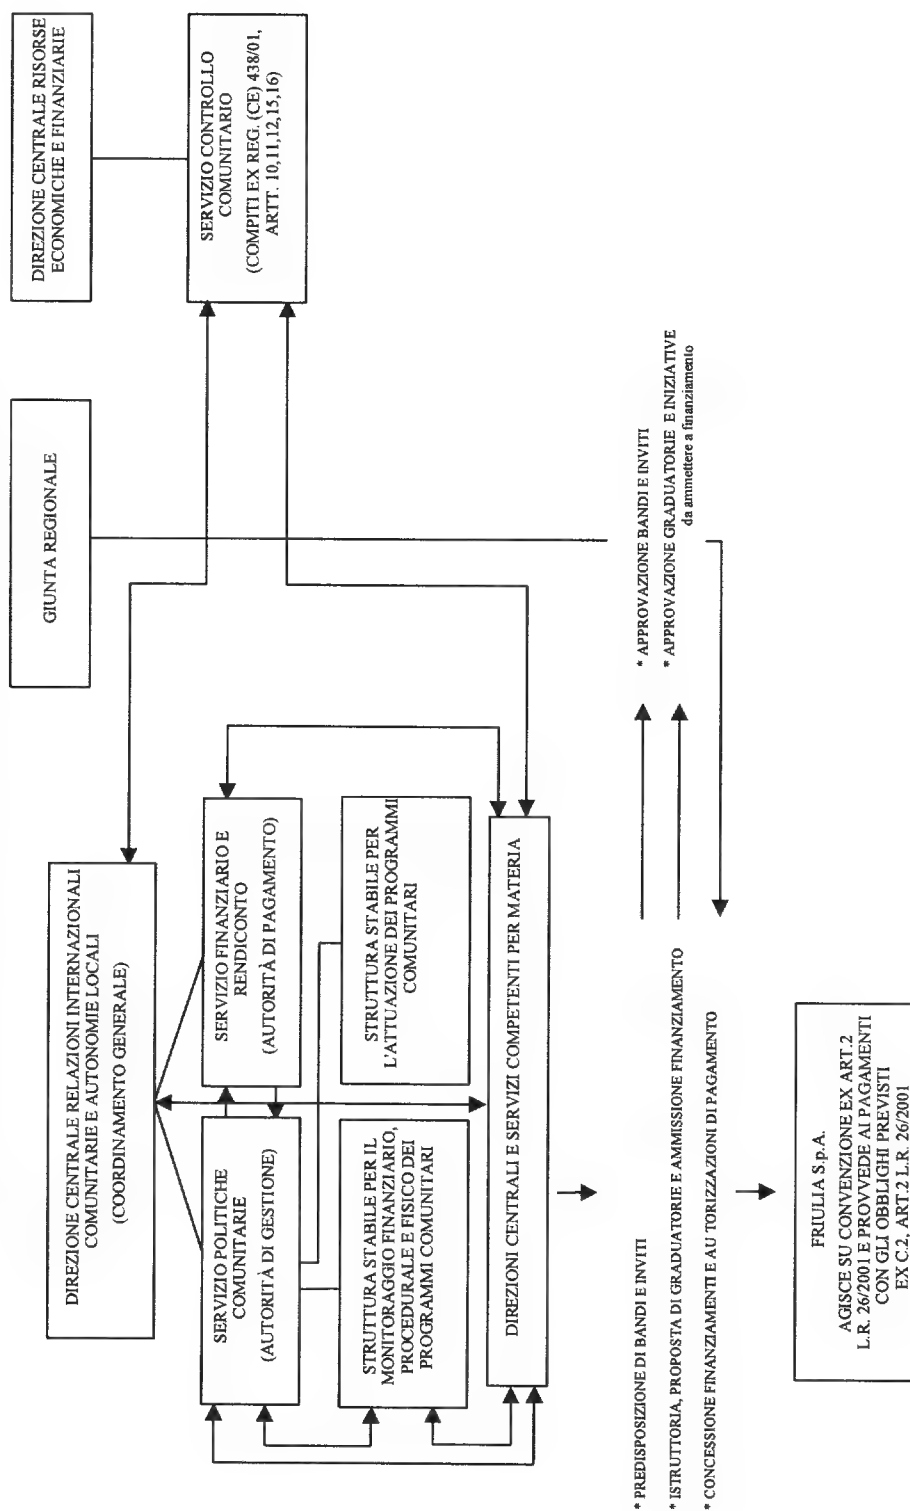 DIREZIONE CENTRALE RELAZIONI INTERNAZIONALI
COMUNITARIE E AUTONOMIE LOCALI
(COORDINAMENTO GENERALE)
GIUNTA REGIONALE
DIREZIONE CENTRALE RISORSE
ECONOMICHE E FINANZIARIE
SERVIZIO POLITICHE
COMUNITARIE
(AUTORITÀ DI GESTIONE)
SERVIZIO FINANZIARIO E
RENDICONTO
(AUTORITÀ DI PAGAMENTO)
SERVIZIO CONTROLLO
COMUNITARIO
(COMPITI EX REG. (CE) 438/01,
ARTT. 10,11,12,15,16)
STRUTTURA STABILE PER IL
MONITORAGGIO FINANZIARIO,
PROCEDURALE E FISICO DEI
PROGRAMMI COMUNITARI
STRUTTURA STABILE PER
L'ATTUAZIONE DEI PROGRAMMI
COMUNITARI
DIREZIONI CENTRALI E SERVIZI COMPETENTI PER MATERIA
* PREDISPOSIZIONE DI BANDI E INVITI
* ISTRUTTORIA, PROPOSTA DI GRADUATORIE E AMMISSIONE FINANZIAMENTO
* CONCESSIONE FINANZIAMENTI E AU TORIZZAZIONI DI PAGAMENTO
* APPROVAZIONE BANDI E INVITI
* APPROVAZIONE GRADUATORIE E INIZIATIVE
da ammettere a finanziamento
FRIULIA S.p.A.
AGISCE SU CONVENZIONE EX ART.2
L.R. 26/2001 E PROVVEDE AI PAGAMENTI
CON GLI OBBLIGHI PREVISTI
EX C.2, ART.2 L.R. 26/2001